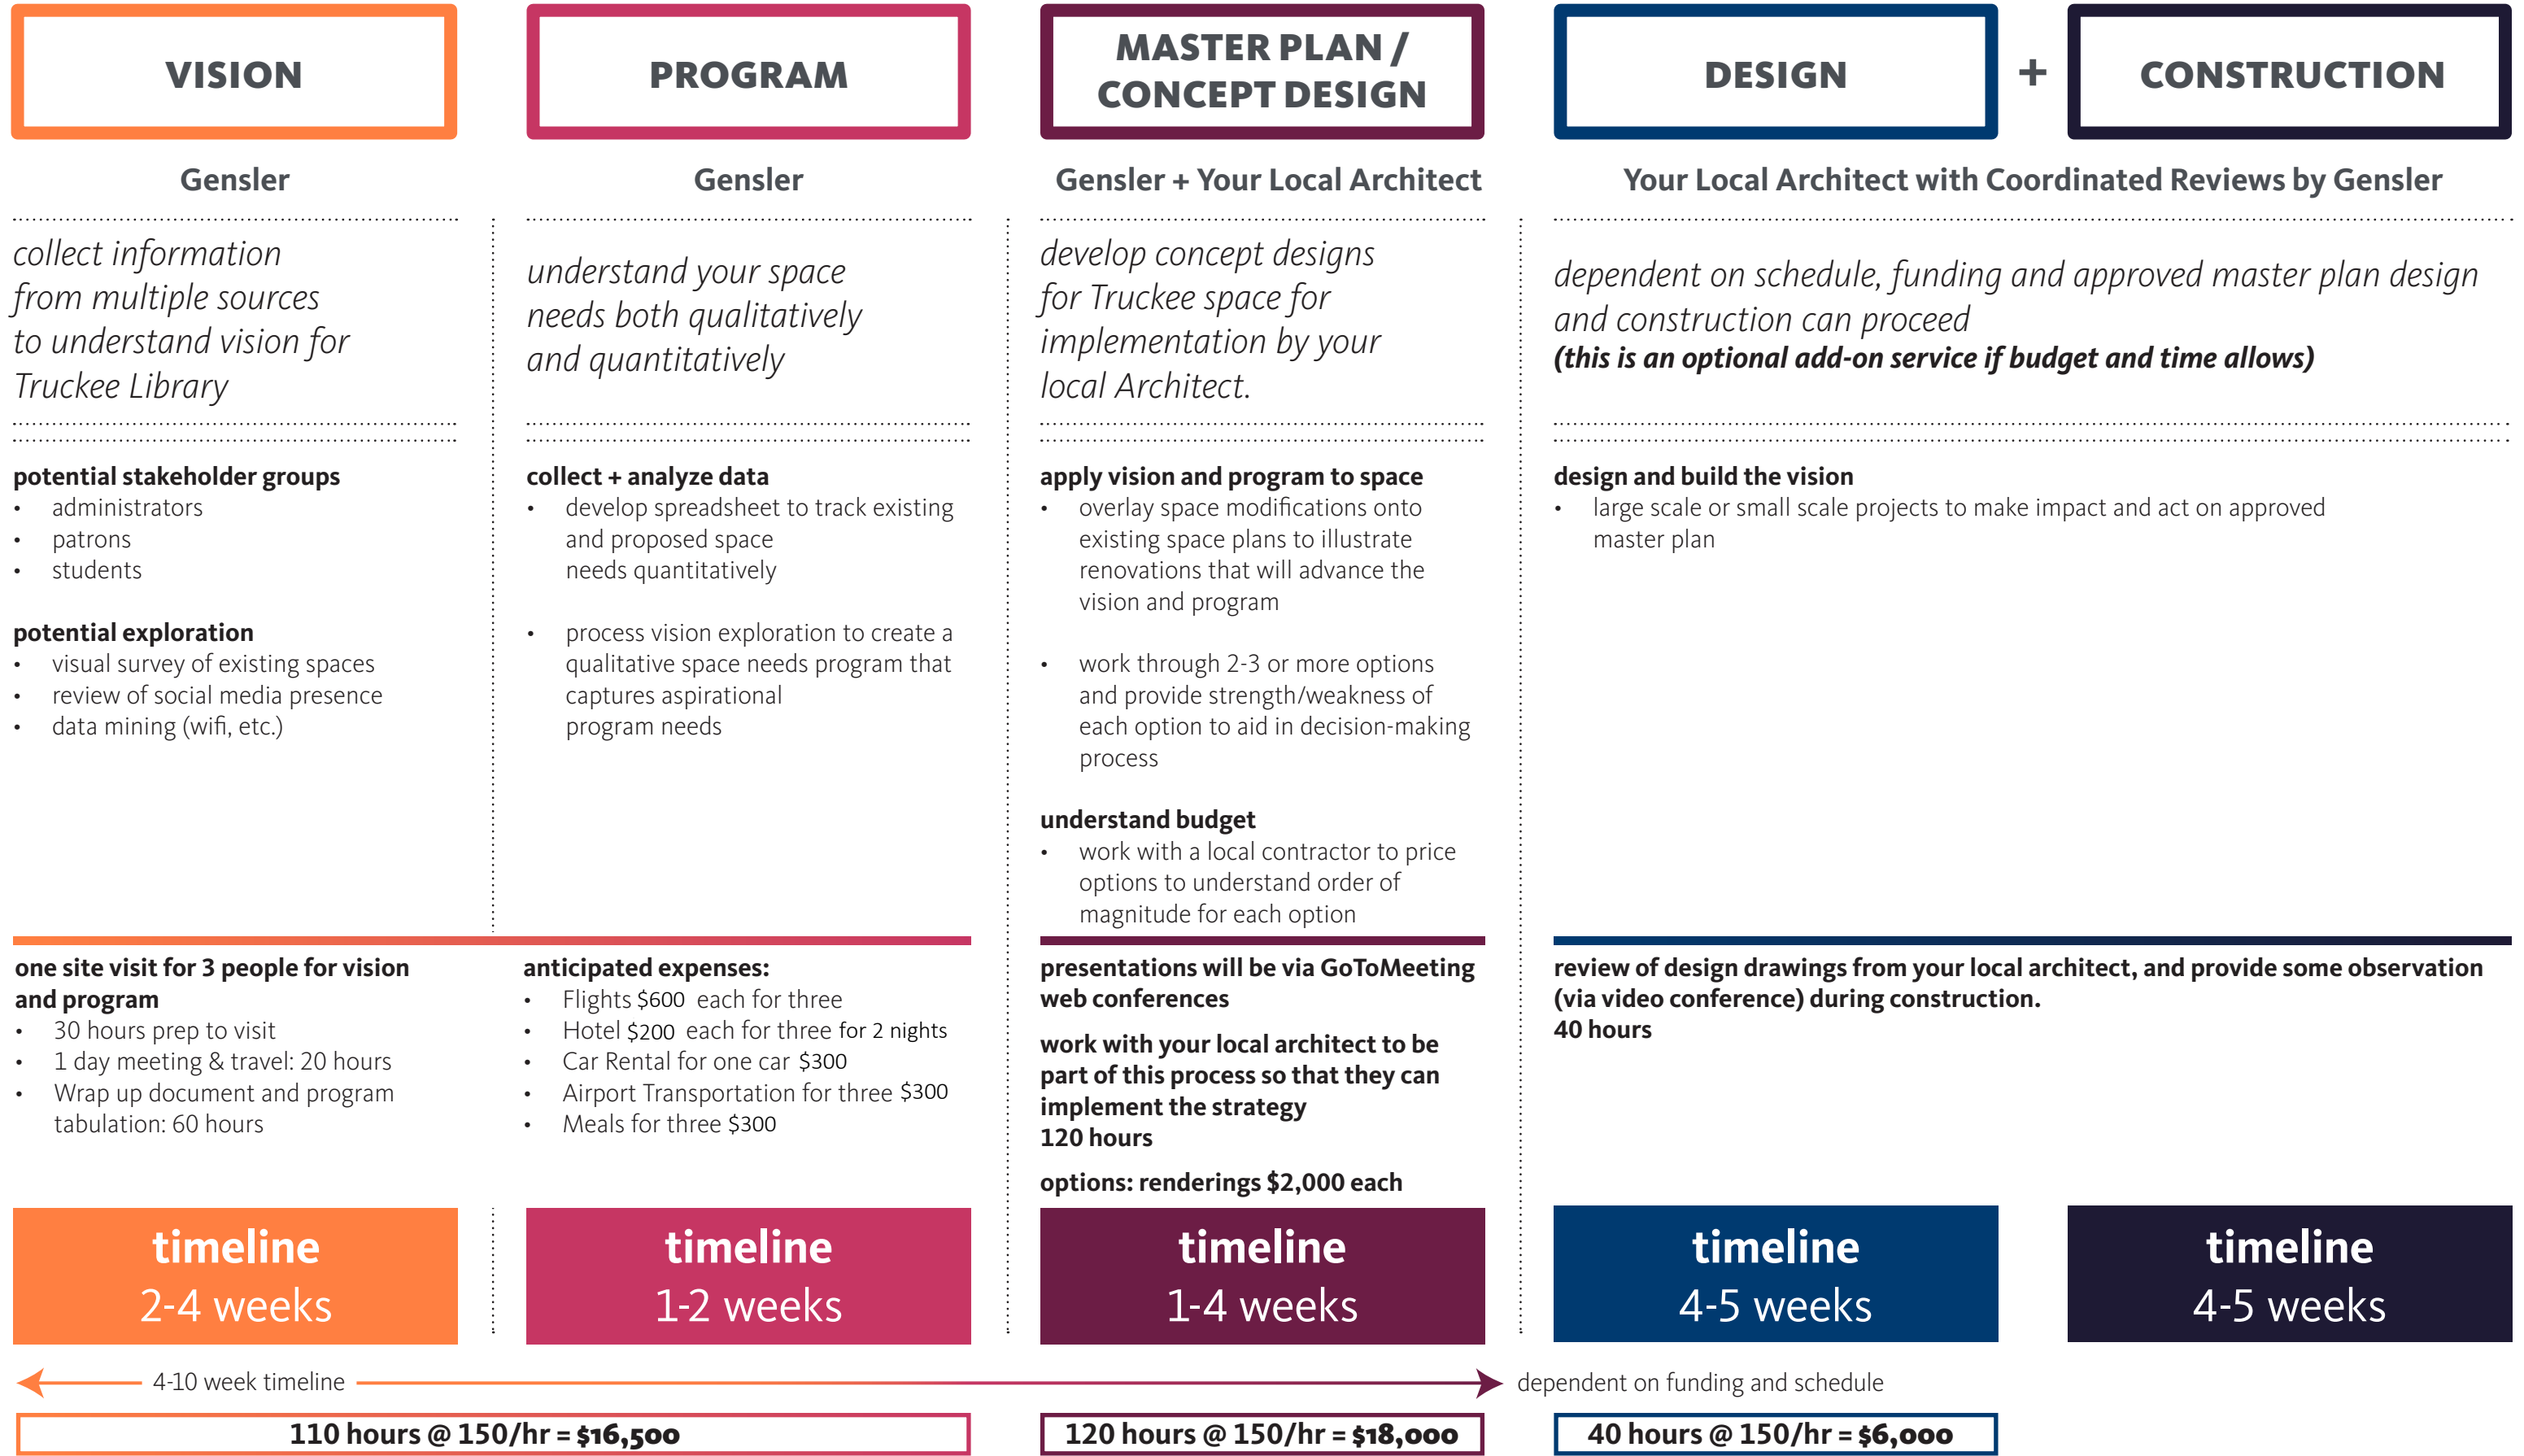 VISION
Gensler
collect information
from multiple sources
to understand vision for
Truckee Library
potential stakeholder groups
• administrators
• patrons
• students
potential exploration
• visual survey of existing spaces
• review of social media presence
• data mining (wifi, etc.)
PROGRAM
Gensler
understand your space
needs both qualitatively
and quantitatively
collect + analyze data
• develop spreadsheet to track existing
and proposed space
needs quantitatively
• process vision exploration to create a
qualitative space needs program that
captures aspirational
program needs
one site visit for 3 people for vision
and program
• 30 hours prep to visit
• 1 day meeting & travel: 20 hours
• Wrap up document and program
tabulation: 60 hours
anticipated expenses:
• Flights $600 each for three
• Hotel $200 each for three for 2 nights
• Car Rental for one car $300
• Airport Transportation for three $300
• Meals for three $300
MASTER PLAN /
CONCEPT DESIGN
Gensler + Your Local Architect
develop concept designs
for Truckee space for
implementation by your
local Architect.
apply vision and program to space
• overlay space modifications onto
existing space plans to illustrate
renovations that will advance the
vision and program
• work through 2-3 or more options
and provide strength/weakness of
each option to aid in decision-making
process
understand budget
• work with a local contractor to price
options to understand order of
magnitude for each option
presentations will be via GoToMeeting
web conferences
work with your local architect to be
part of this process so that they can
implement the strategy
120 hours
options: renderings $2,000 each
DESIGN
+
CONSTRUCTION
Your Local Architect with Coordinated Reviews by Gensler
dependent on schedule, funding and approved master plan design
and construction can proceed
(this is an optional add-on service if budget and time allows)
design and build the vision
• large scale or small scale projects to make impact and act on approved
master plan
review of design drawings from your local architect, and provide some observation
(via video conference) during construction.
40 hours
timeline
2-4 weeks
timeline
1-2 weeks
timeline
1-4 weeks
timeline
4-5 weeks
timeline
4-5 weeks
4-10 week timeline
dependent on funding and schedule
110 hours @ 150/hr = $16,500
120 hours @ 150/hr = $18,000
40 hours @ 150/hr = $6,000